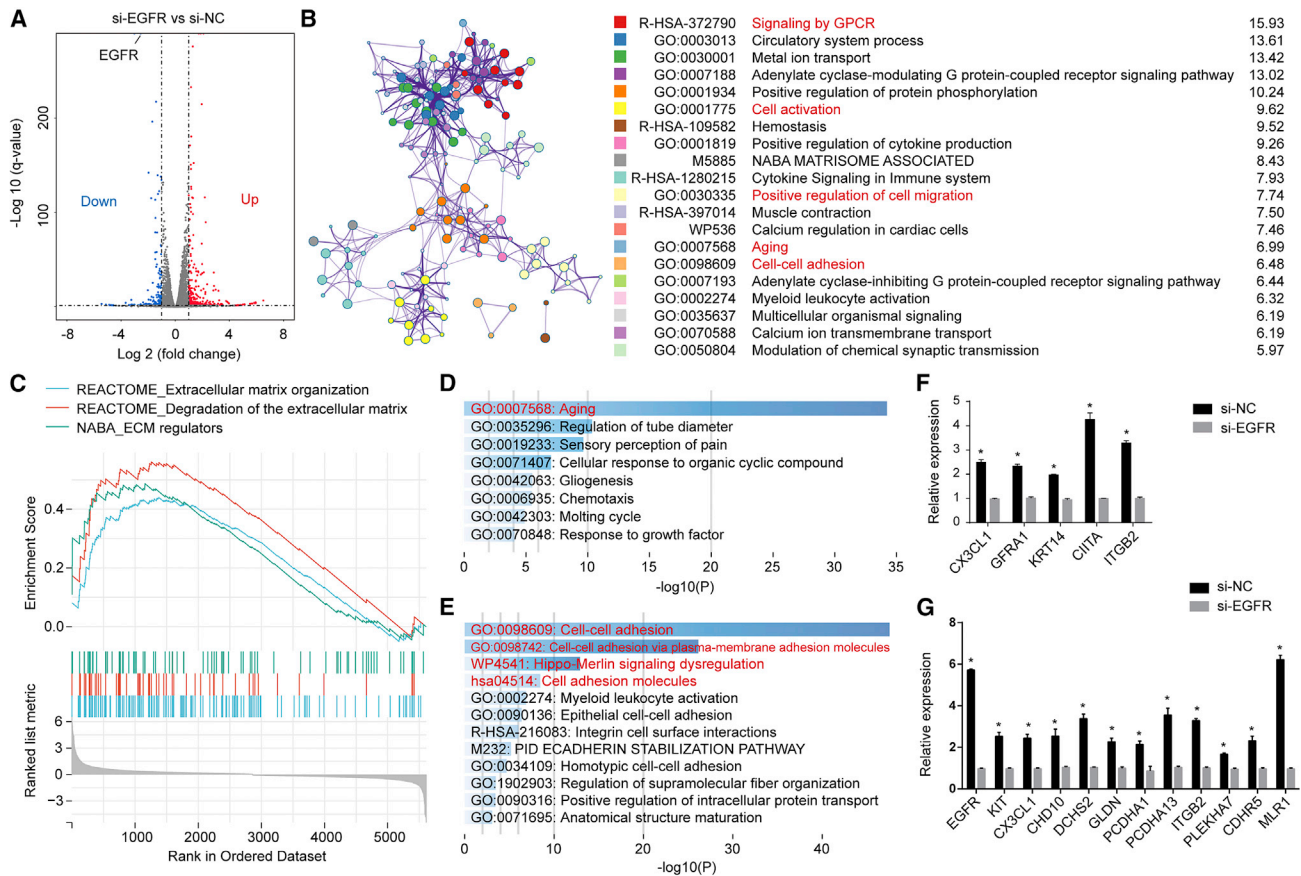 A
si-EGFR vs si-NC
EGFR
200
100
-Log 10 (q-value)
Down
Up
-8
-4
0
4
8
Log 2 (fold change)
B
R-HSA-372790 Signaling by GPCR 15.93
GO:0003013 Circulatory system process 13.61
GO:0030001 Metal ion transport 13.42
GO:0007188 Adenylate cyclase-modulating G protein-coupled receptor signaling pathway 13.02
GO:0001934 Positive regulation of protein phosphorylation 10.24
GO:0001775 Cell activation 9.62
R-HSA-109582 Hemostasis 9.52
GO:0001819 Positive regulation of cytokine production 9.26
M5885 NABA MATRISOME ASSOCIATED 8.43
R-HSA-1280215 Cytokine Signaling in Immune system 7.93
GO:0030335 Positive regulation of cell migration 7.74
R-HSA-397014 Muscle contraction 7.50
WP536 Calcium regulation in cardiac cells 7.46
GO:0007568 Aging 6.99
GO:0098609 Cell-cell adhesion 6.48
GO:0007193 Adenylate cyclase-inhibiting G protein-coupled receptor signaling pathway 6.44
GO:0002274 Myeloid leukocyte activation 6.32
GO:0035637 Multicellular organismal signaling 6.19
GO:0070588 Calcium ion transmembrane transport 6.19
GO:0050804 Modulation of chemical synaptic transmission 5.97
C
REACTOME_Extracellular matrix organization
REACTOME_Degradation of the extracellular matrix
NABA_ECM regulators
Enrichment Score
0.4
0.2
0.0
Ranked list metric
6
3
0
-3
0 1000 2000 3000 4000 5000
Rank in Ordered Dataset
D
GO:0007568: Aging
GO:0035296: Regulation of tube diameter
GO:0019233: Sensory perception of pain
GO:0071407: Cellular response to organic cyclic compound
GO:0042063: Gliogenesis
GO:0006935: Chemotaxis
GO:0042303: Molting cycle
GO:0070848: Response to growth factor
0 5 10 15 20 25 30 35
-log10(P)
E
GO:0098609: Cell-cell adhesion
GO:0098742: Cell-cell adhesion via plasma-membrane adhesion molecules
WP4541: Hippo-Merlin signaling dysregulation
hsa04514: Cell adhesion molecules
GO:0002274: Myeloid leukocyte activation
GO:0090136: Epithelial cell-cell adhesion
R-HSA-216083: Integrin cell surface interactions
M232: PID ECADHERIN STABILIZATION PATHWAY
GO:0034109: Homotypic cell-cell adhesion
GO:1902903: Regulation of supramolecular fiber organization
GO:0090316: Positive regulation of intracellular protein transport
GO:0071695: Anatomical structure maturation
0 10 20 30 40
-log10(P)
F
si-NC
si-EGFR
Relative expression
5
4
3
2
1
0
* * * * *
CX3CL1 GFRA1 KRT14 CIITA ITGB2
G
si-NC
si-EGFR
Relative expression
8
6
4
2
0
* * * * * * * * * * * *
EGFR KIT CX3CL1 CHD10 DCHS2 GLDN PCDHA1 PCDHA13 ITGB2 PLEKHA7 CDHR5 MLR1